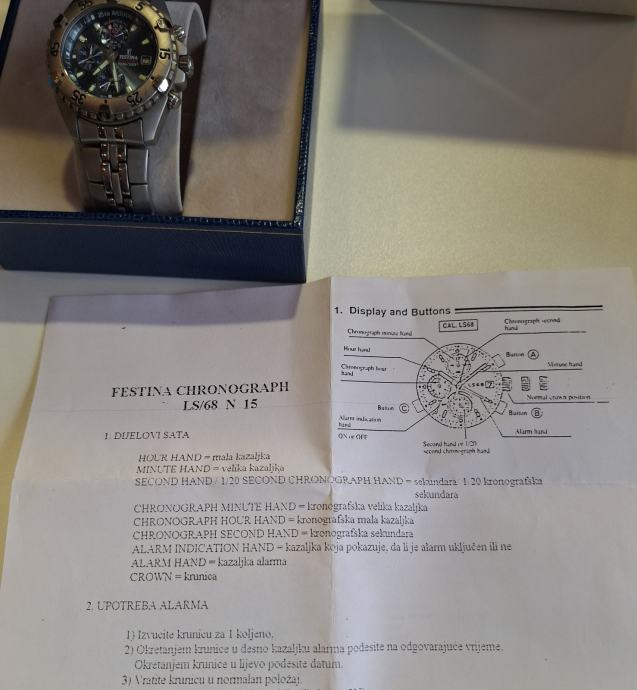 55
50
15
25
35
FESTINA
1. Display and Buttons
CAL. LS68
Chronograph minute hand
Chronograph second
hand
Hour hand
Button A
Chronograph hour
hand
Minute hand
Normal crown position
Button C
Button B
Alarm indication
hand
Alarm hand
ON or OFF
Second hand or 1/20
second chronograph hand
FESTINA CHRONOGRAPH
LS/68 N 15
1. DIJELOVI SATA
HOUR HAND = mala kazaljka
MINUTE HAND = velika kazaljka
SECOND HAND / 1/20 SECOND CHRONOGRAPH HAND = sekundara 1/20 kronografska
sekundara
CHRONOGRAPH MINUTE HAND = kronografska velika kazaljka
CHRONOGRAPH HOUR HAND = kronografska mala kazaljka
CHRONOGRAPH SECOND HAND = kronografska sekundara
ALARM INDICATION HAND = kazaljka koja pokazuje, da li je alarm uključen ili ne
ALARM HAND = kazaljka alarma
CROWN = krunica
2. UPOTREBA ALARMA
1) Izvucite krunicu za 1 koljeno,
2) Okretanjem krunice u desno kazaljku alarma podesite na odgovarajuce vrijeme.
Okretanjem krunice u lijevo podesite datum.
3) Vratite krunicu u normalan položaj.